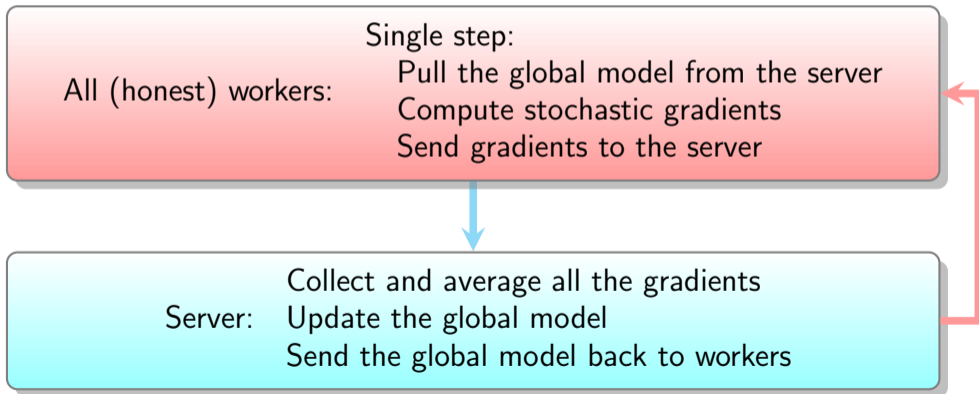 Single step:
All (honest) workers:
Pull the global model from the server
Compute stochastic gradients
Send gradients to the server
Collect and average all the gradients
Server: Update the global model
Send the global model back to workers